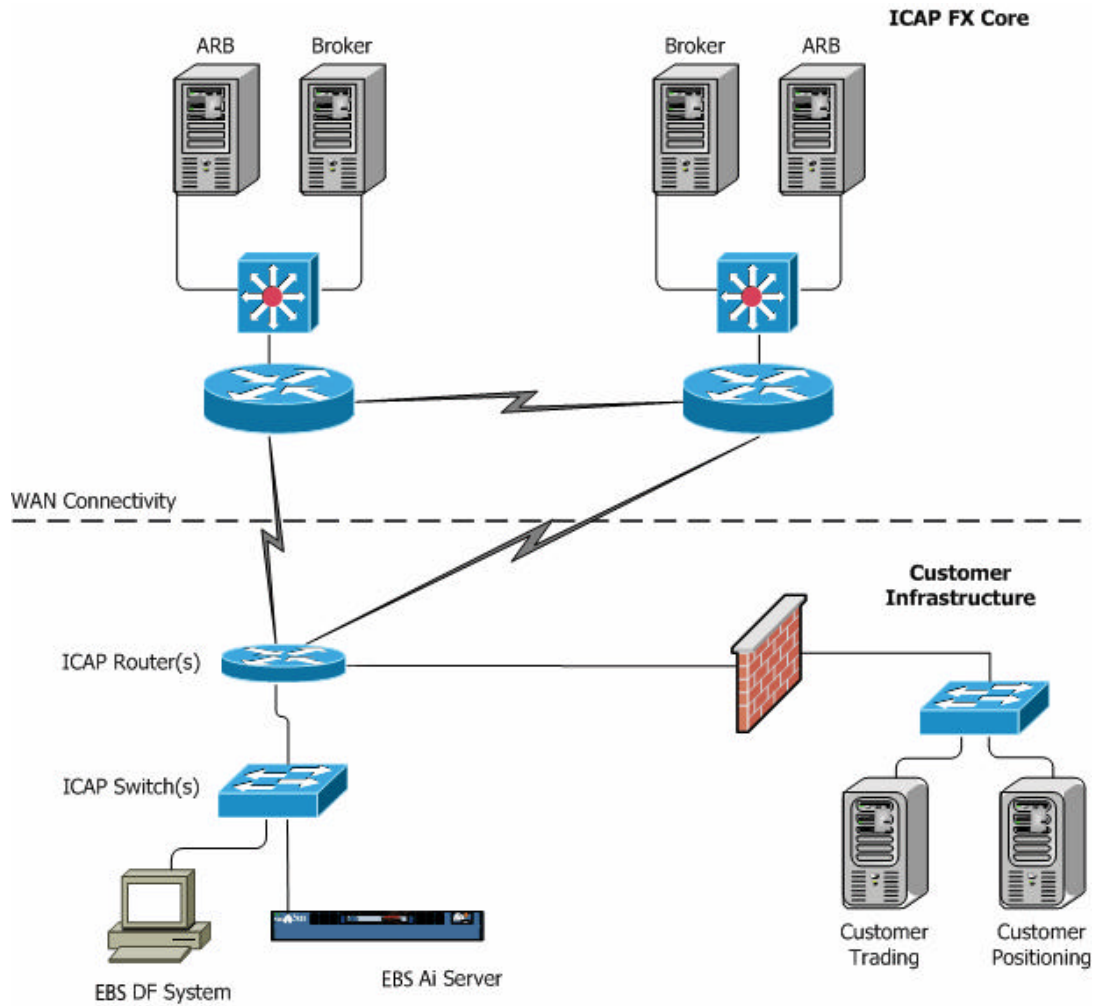 ICAP FX Core
ARB
Broker
Broker
ARB
WAN Connectivity
Customer
Infrastructure
ICAP Router(s)
ICAP Switch(s)
Sun
Customer
Trading
Customer
Positioning
EBS DF System
EBS Ai Server